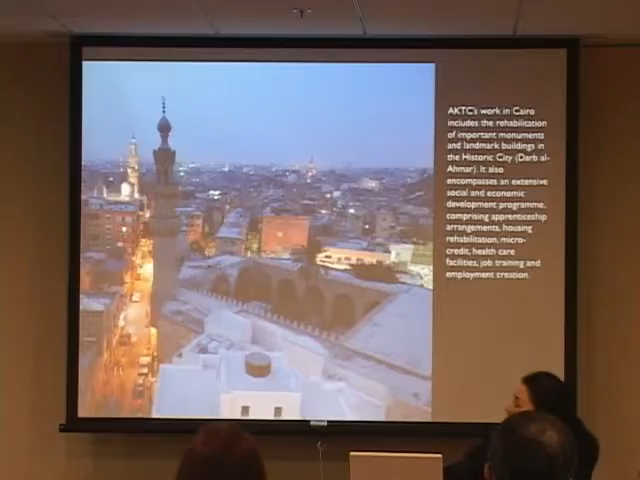 AKTC's work in Cairo
includes the rehabilitation
of important monuments
and landmark buildings in
the Historic City (Darb al-
Ahmar). It also
encompasses an extensive
social and economic
development programme,
comprising apprenticeship
arrangements, housing
rehabilitation, micro-
credit, health care
facilities, job training and
employment creation.